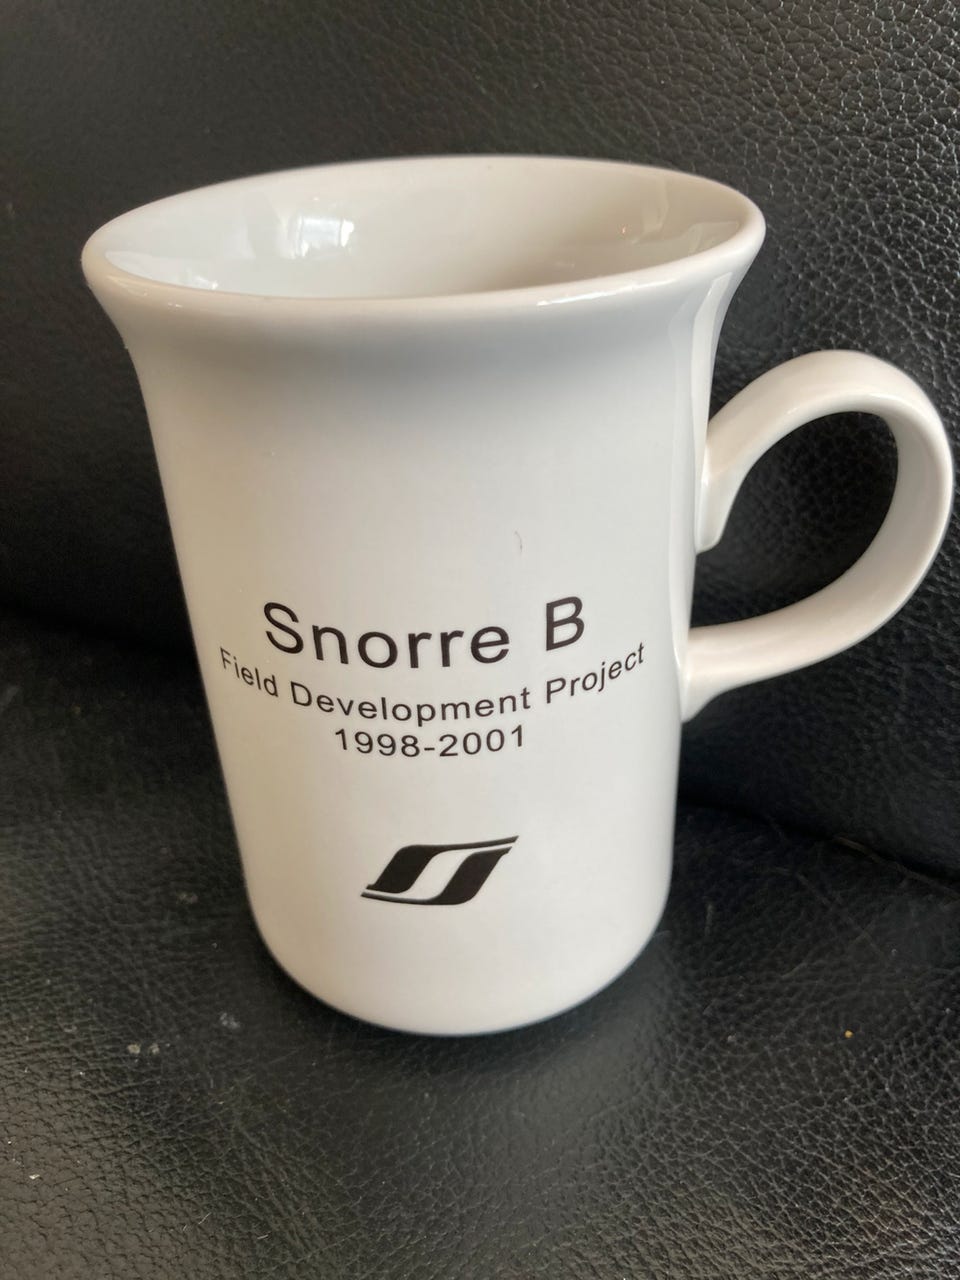 Snorre B
Field Development Project
1998-2001